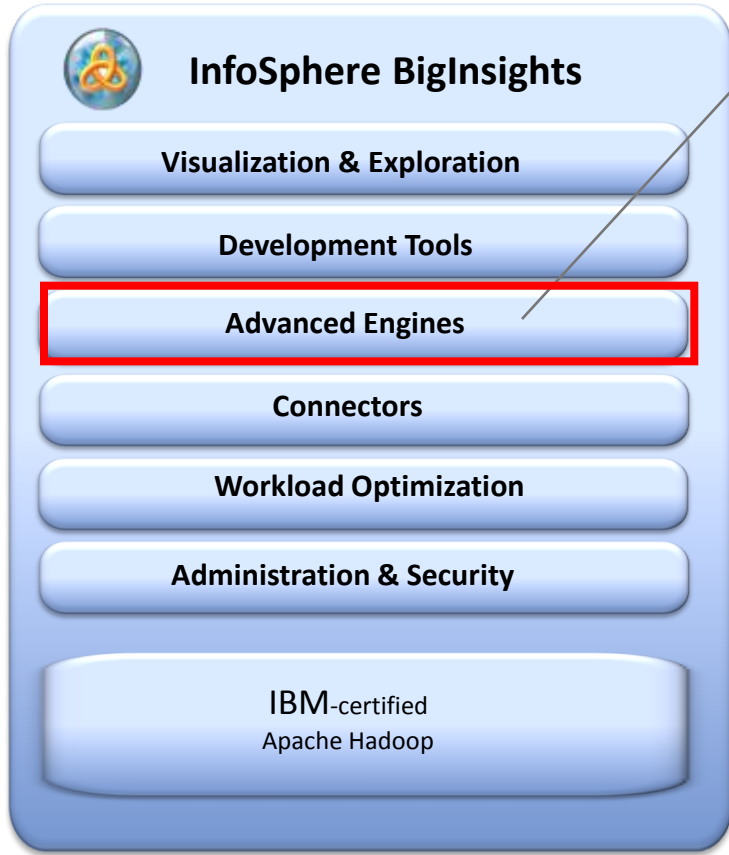 InfoSphere BigInsights
Visualization & Exploration
Development Tools
Advanced Engines
Connectors
Workload Optimization
Administration & Security
IBM-certified
Apache Hadoop